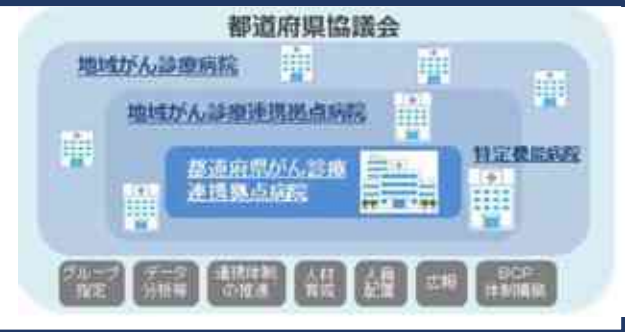 都道府県協議会
地域がん診療病院
地域がん診療連携拠点病院
特定機能病院
都道府県がん診療
連携拠点病院
グループ
指定
データ
分析等
連携体制
の推進
人材
育成
人員
配置
広報
BCP
体制構築